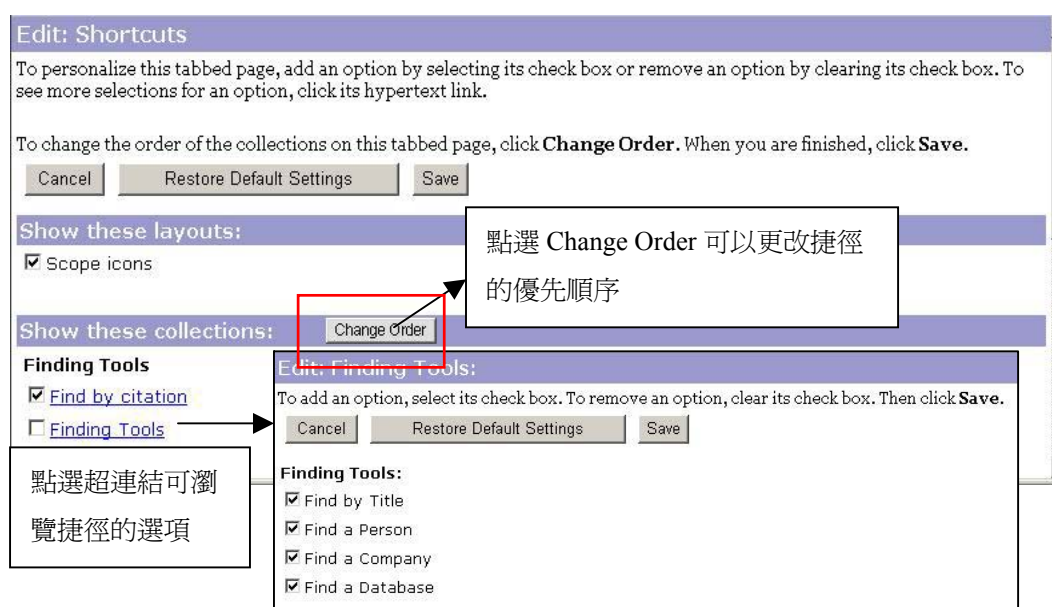 Edit: Shortcuts
To personalize this tabbed page, add an option by selecting its check box or remove an option by clearing its check box. To
see more selections for an option, click its hypertext link.
To change the order of the collections on this tabbed page, click Change Order. When you are finished, click Save.
Cancel Restore Default Settings Save
Show these layouts:
Scope icons
點選 Change Order 可以更改捷徑
的優先順序
Show these collections: Change Order
Finding Tools
Find by citation
Finding Tools
點選超連結可瀏
覽捷徑的選項
Edit: Finding Tools:
To add an option, select its check box. To remove an option, clear its check box. Then click Save.
Cancel Restore Default Settings Save
Finding Tools:
Find by Title
Find a Person
Find a Company
Find a Database